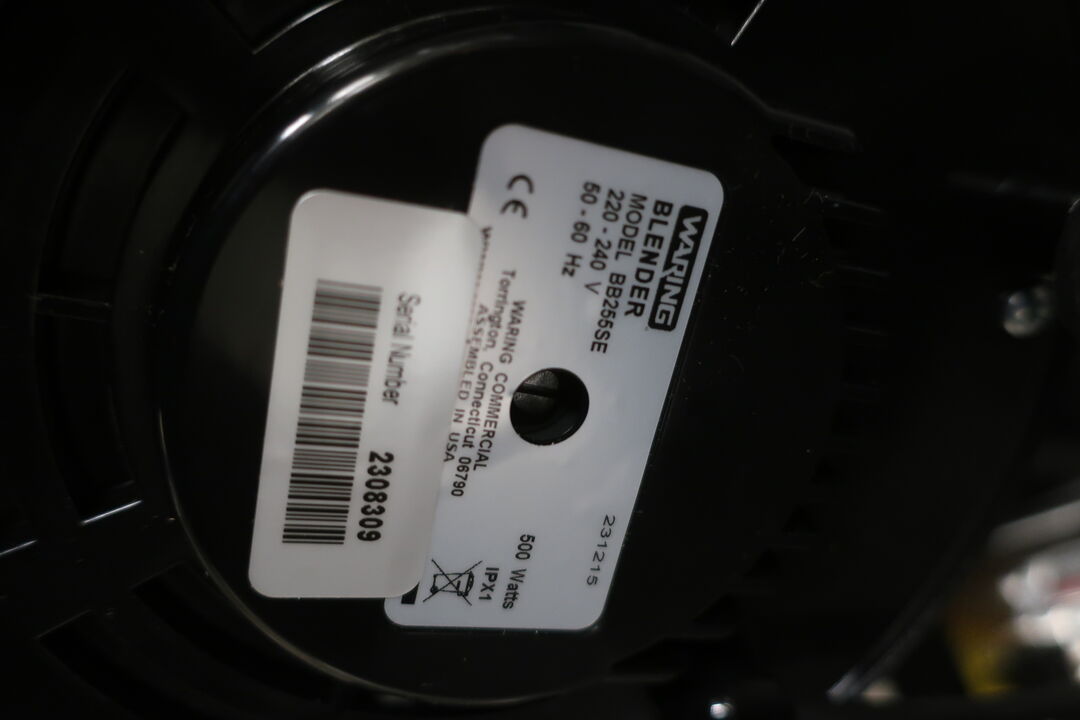 WARING
BLENDER
MODEL BB255SE
220 - 240 V
50 - 60 Hz
CE
WARING COMMERCIAL
Torrington, Connecticut 06790
ASSEMBLED IN USA
231215
500 Watts
IPX1
Serial Number
2308309